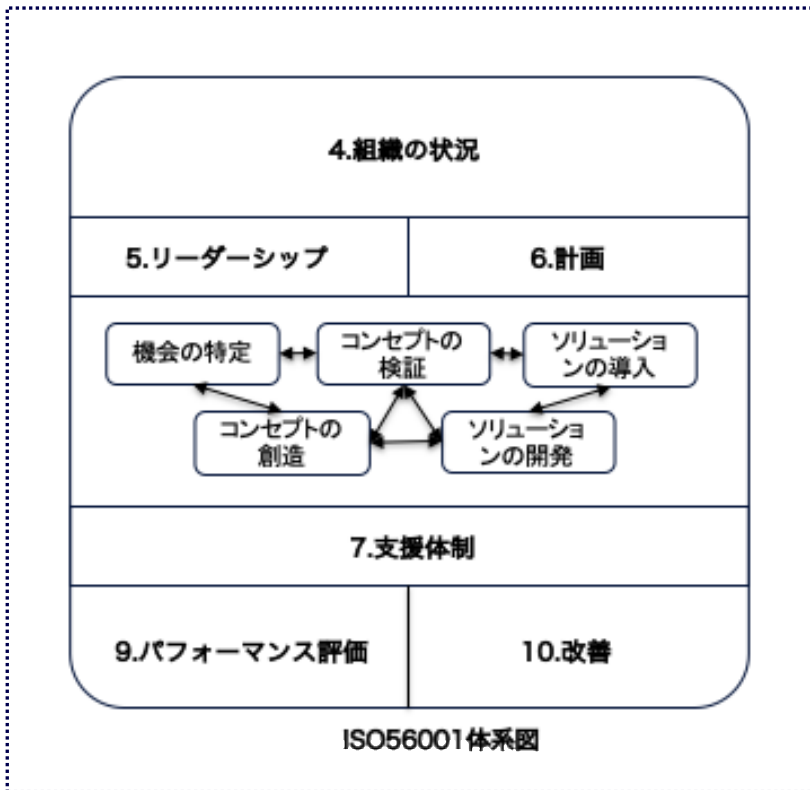 4.組織の状況
5.リーダーシップ
6.計画
機会の特定
コンセプトの
検証
ソリューショ
ンの導入
コンセプトの
創造
ソリューショ
ンの開発
7.支援体制
9.パフォーマンス評価
10.改善
ISO56001体系図